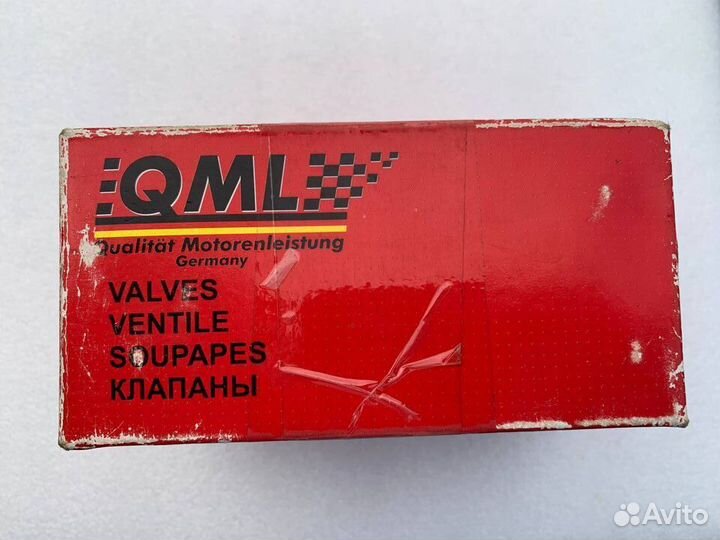 QML
Qualität Motorenleistung
Germany
VALVES
VENTILE
SOUPAPES
КЛАПАНЫ
Avito